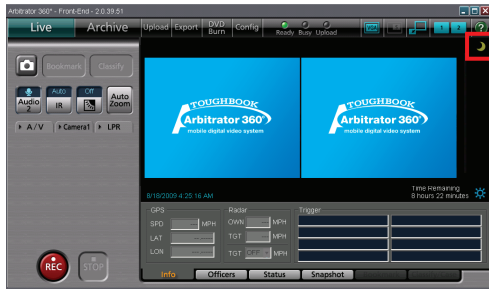 Arbitrator 360° - Front-End - 2.0.39.51
Live Archive Upload Export DVD Burn Config Ready Busy Upload 1 2 ?
Bookmark Classify
Audio 2 Auto IR Off Auto Zoom
A/V Camera1 LPR
TOUGHBOOK
Arbitrator 360°
mobile digital video system
TOUGHBOOK
Arbitrator 360°
mobile digital video system
8/18/2009 4:25:16 AM
Time Remaining
8 hours 22 minutes
GPS Radar Trigger
SPD --- MPH OWN --- MPH
LAT TGT --- MPH
LON TGT OFF MPH
REC STOP
Info Officers Status Snapshot